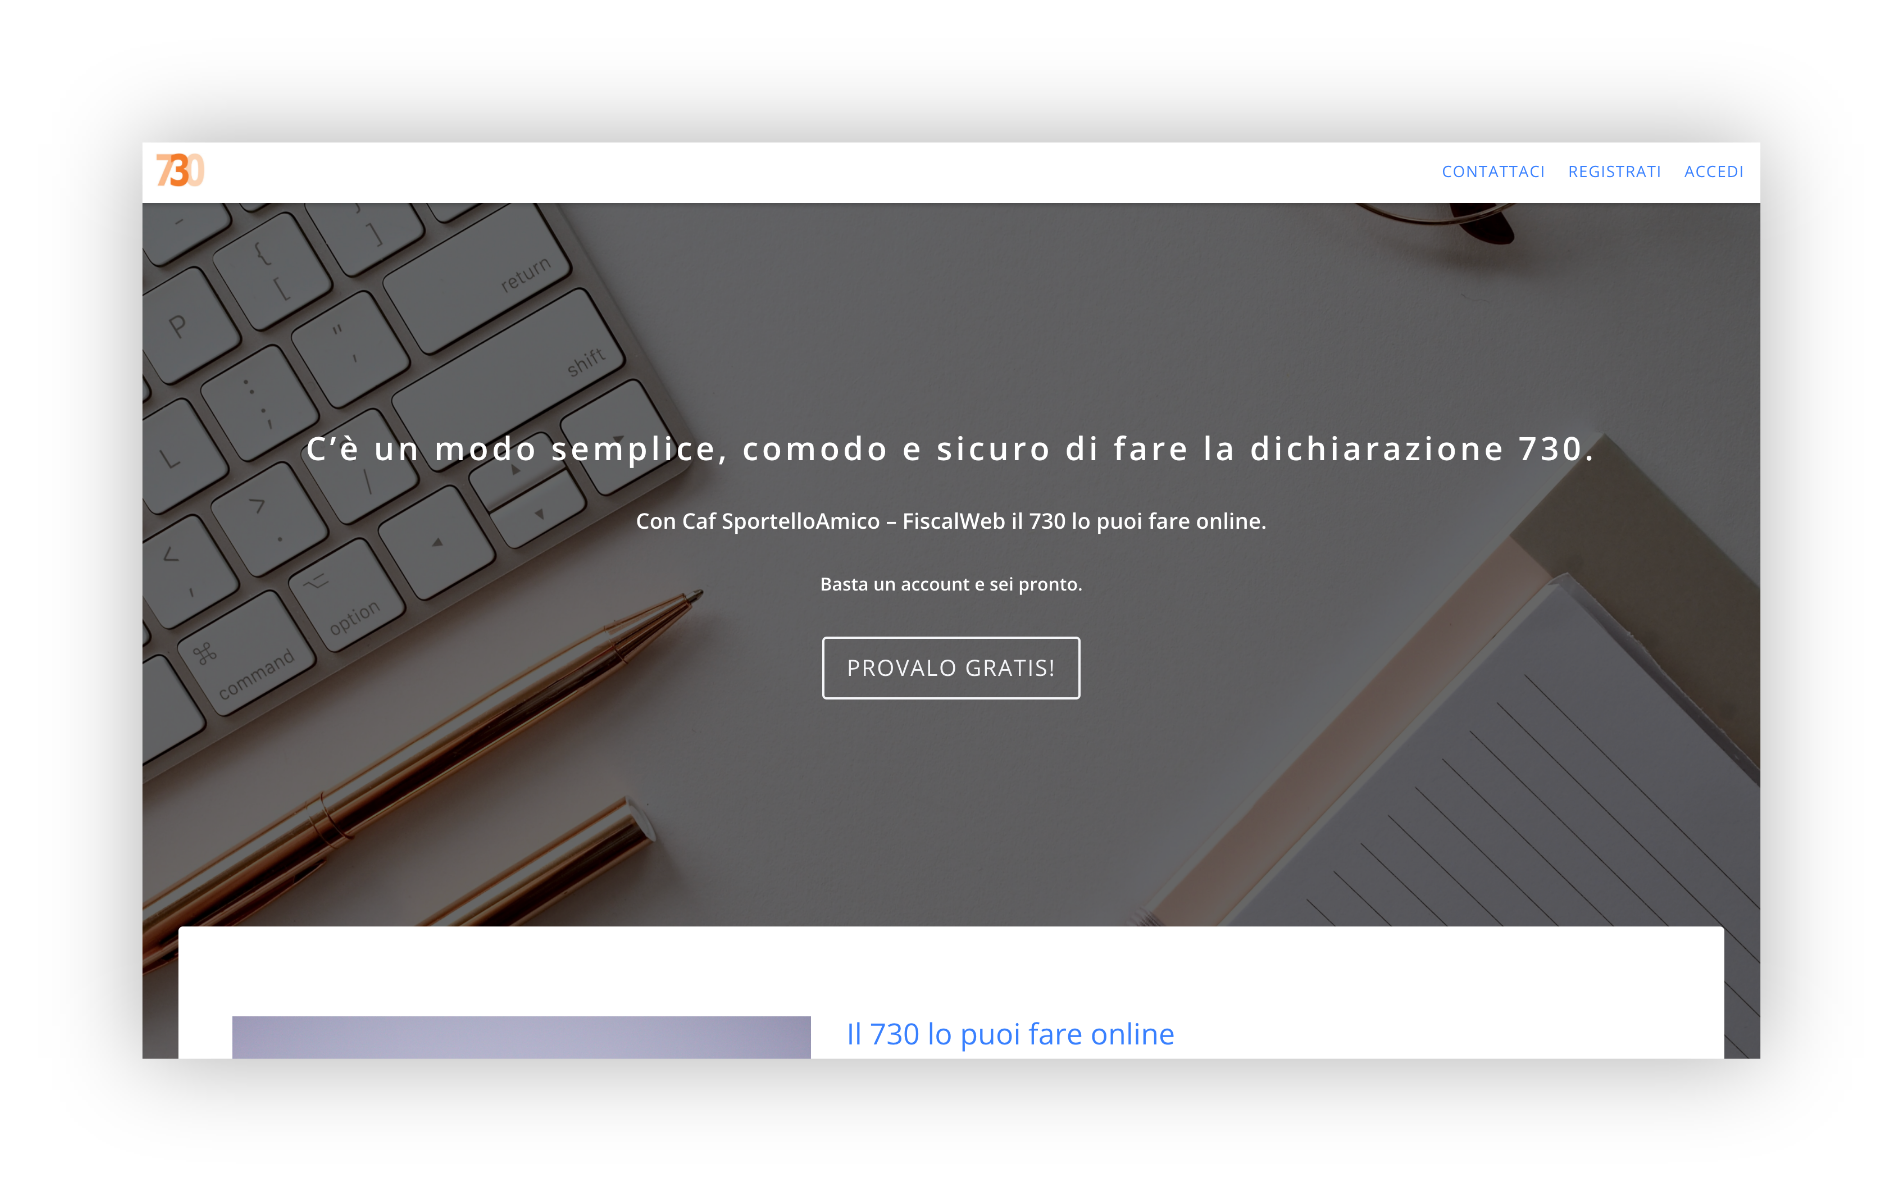 730
CONTATTACI REGISTRATI ACCEDI
{
[
}
]
-
return
P
"
,
shift
:
;
L
>
.
/
<
,
option
command
C’è un modo semplice, comodo e sicuro di fare la dichiarazione 730.
Con Caf SportelloAmico – FiscalWeb il 730 lo puoi fare online.
Basta un account e sei pronto.
PROVALO GRATIS!
Il 730 lo puoi fare online